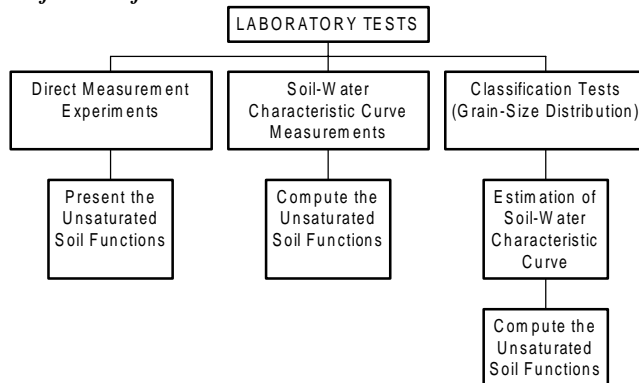 LABORATORY TESTS
Direct Measurement
Experiments
Soil-Water
Characteristic Curve
Measurements
Classification Tests
(Grain-Size Distribution)
Present the
Unsaturated
Soil Functions
Compute the
Unsaturated
Soil Functions
Estimation of
Soil-Water
Characteristic
Curve
Compute the
Unsaturated
Soil Functions